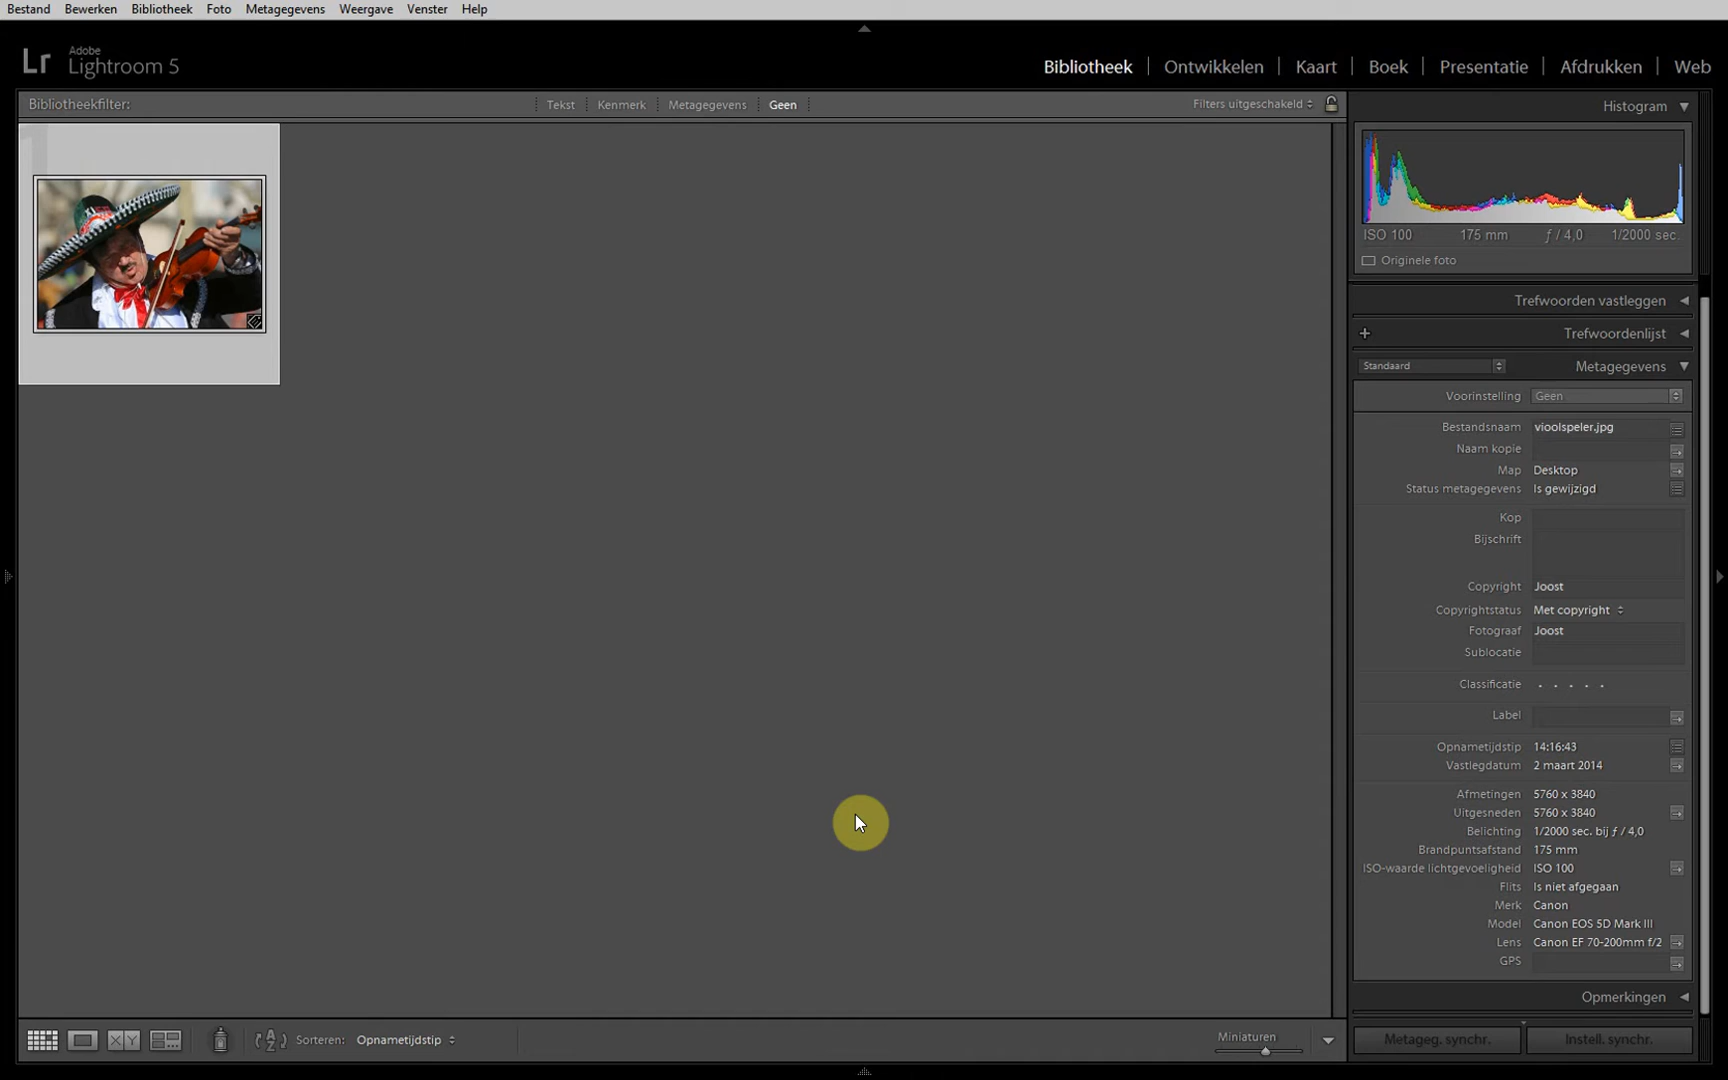 Bestand Bewerken Bibliotheek Foto Metagegevens Weergave Venster Help
Lr Adobe
Lightroom 5
Bibliotheek | Ontwikkelen | Kaart | Boek | Presentatie | Afdrukken | Web
Bibliotheekfilter: Tekst Kenmerk Metagegevens Geen Filters uitgeschakeld
Histogram
ISO 100 175 mm ƒ / 4,0 1/2000 sec.
Originele foto
Trefwoorden vastleggen
+ Trefwoordenlijst
Standaard Metagegevens
Voorinstelling Geen
Bestandsnaam vioolspeler.jpg
Naam kopie
Map Desktop
Status metagegevens Is gewijzigd
Kop
Bijschrift
Copyright Joost
Copyrightstatus Met copyright
Fotograaf Joost
Sublocatie
Classificatie . . . . .
Label
Opnametijdstip 14:16:43
Vastlegdatum 2 maart 2014
Afmetingen 5760 x 3840
Uitgesneden 5760 x 3840
Belichting 1/2000 sec. bij ƒ / 4,0
Brandpuntsafstand 175 mm
ISO-waarde lichtgevoeligheid ISO 100
Flits Is niet afgegaan
Merk Canon
Model Canon EOS 5D Mark III
Lens Canon EF 70-200mm f/2
GPS
Opmerkingen
XY Sorteren: Opnametijdstip Miniaturen
Metageg. synchr. Instell. synchr.